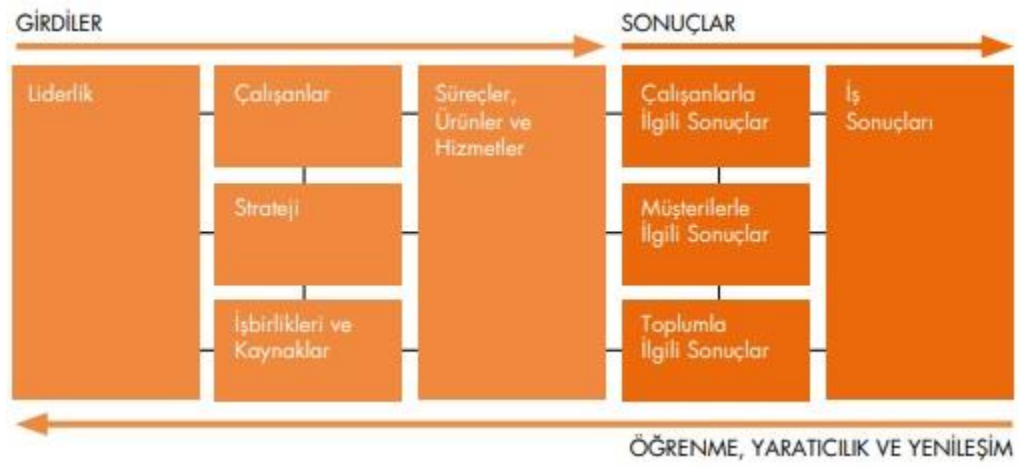 GİRDİLER
SONUÇLAR
Liderlik
Çalışanlar
Strateji
İşbirlikleri ve
Kaynaklar
Süreçler,
Ürünler ve
Hizmetler
Çalışanlarla
İlgili Sonuçlar
Müşterilerle
İlgili Sonuçlar
Toplumla
İlgili Sonuçlar
İş
Sonuçları
ÖĞRENME, YARATICILIK VE YENİLEŞİM